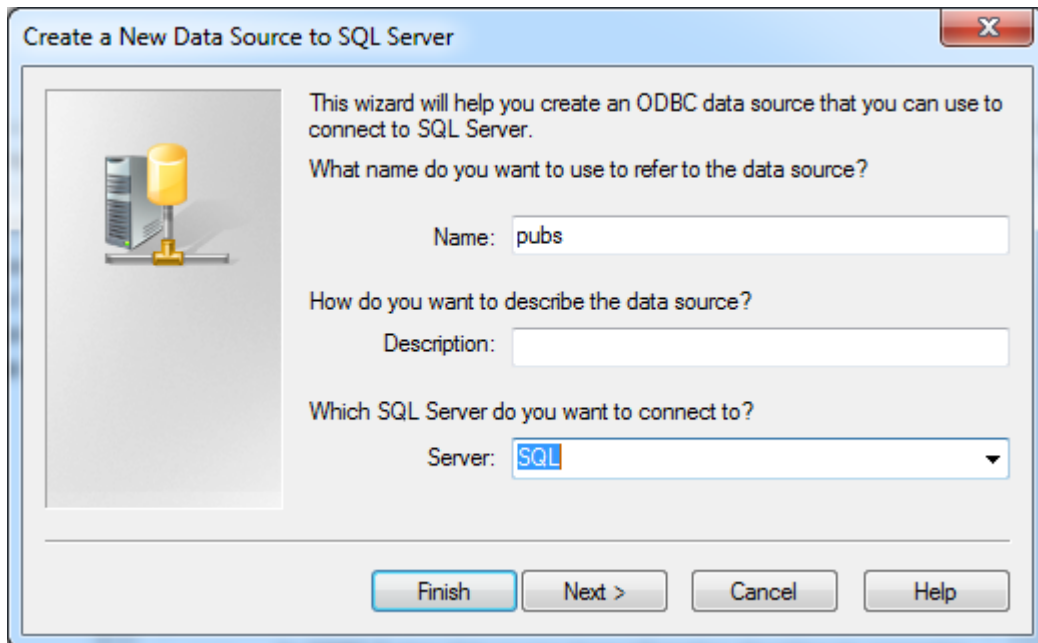 Create a New Data Source to SQL Server
This wizard will help you create an ODBC data source that you can use to
connect to SQL Server.
What name do you want to use to refer to the data source?
Name: pubs
How do you want to describe the data source?
Description:
Which SQL Server do you want to connect to?
Server: SQL
Finish Next > Cancel Help